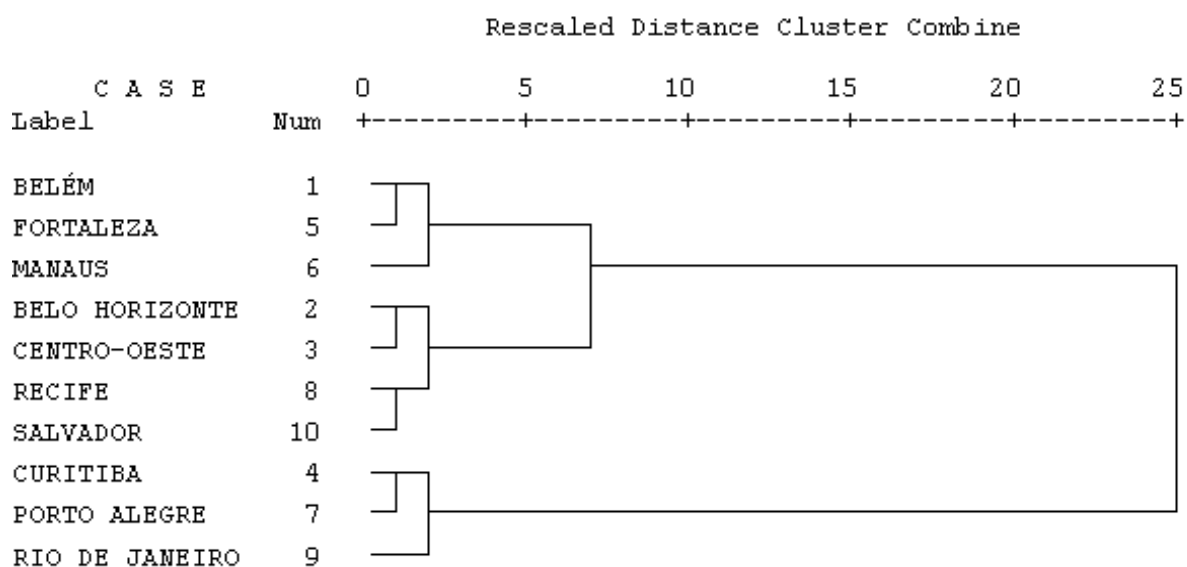 Rescaled Distance Cluster Combine
C A S E 0 5 10 15 20 25
Label Num +---------+---------+---------+---------+---------+
BELÉM 1
FORTALEZA 5
MANAUS 6
BELO HORIZONTE 2
CENTRO-OESTE 3
RECIFE 8
SALVADOR 10
CURITIBA 4
PORTO ALEGRE 7
RIO DE JANEIRO 9